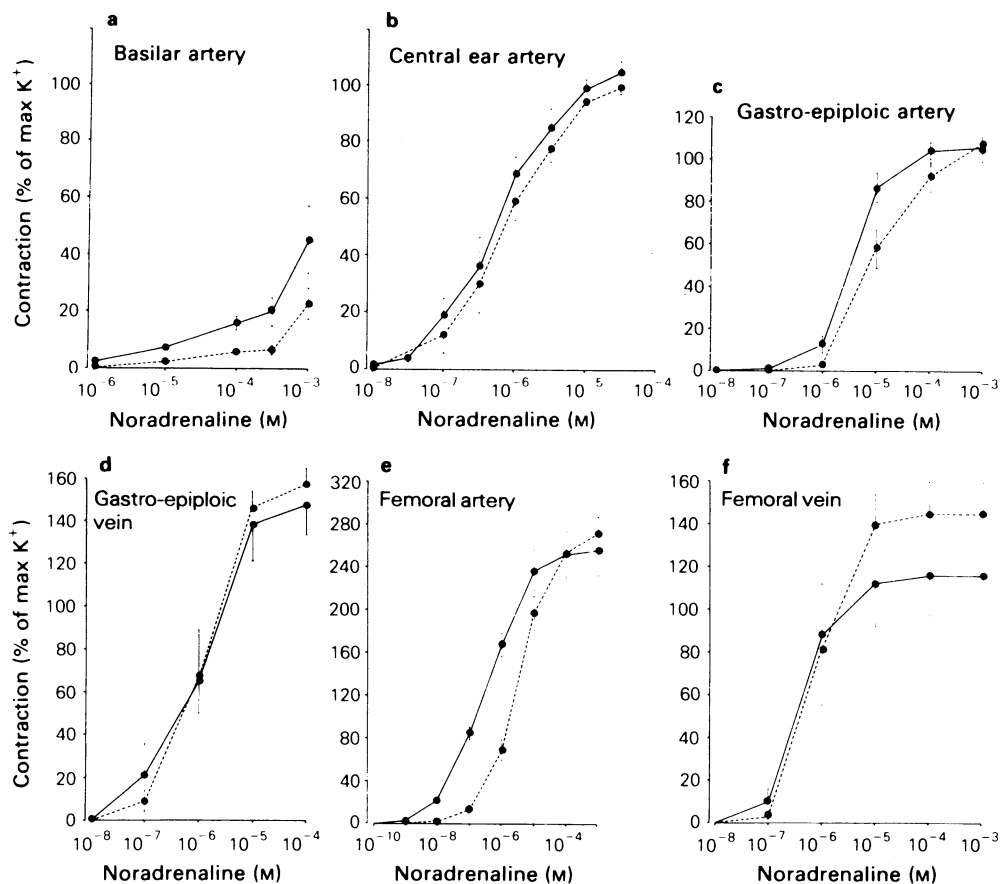 a
Basilar artery
Contraction (% of max K⁺)
100
80
60
40
20
0
10⁻⁶ 10⁻⁵ 10⁻⁴ 10⁻³
Noradrenaline (M)
b
Central ear artery
100
80
60
40
20
0
10⁻⁸ 10⁻⁷ 10⁻⁶ 10⁻⁵ 10⁻⁴
Noradrenaline (M)
c
Gastro-epiploic artery
120
100
80
60
40
20
0
10⁻⁸ 10⁻⁷ 10⁻⁶ 10⁻⁵ 10⁻⁴ 10⁻³
Noradrenaline (M)
d
Gastro-epiploic
vein
Contraction (% of max K⁺)
160
140
120
100
80
60
40
20
0
10⁻⁸ 10⁻⁷ 10⁻⁶ 10⁻⁵ 10⁻⁴
Noradrenaline (M)
e
Femoral artery
320
280
240
200
160
120
80
40
0
10⁻¹⁰ 10⁻⁸ 10⁻⁶ 10⁻⁴
Noradrenaline (M)
f
Femoral vein
160
140
120
100
80
60
40
20
0
10⁻⁸ 10⁻⁷ 10⁻⁶ 10⁻⁵ 10⁻⁴ 10⁻³
Noradrenaline (M)